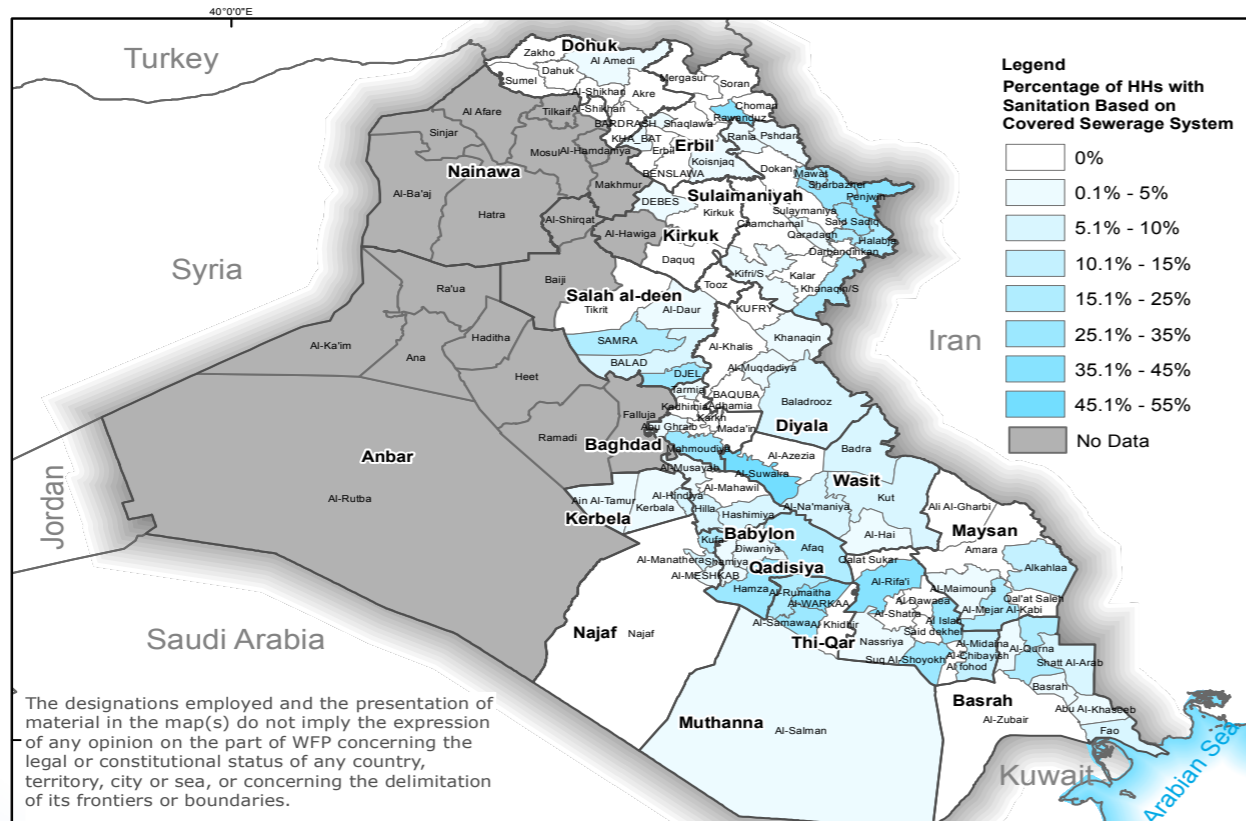 40°0'0"E
Turkey
Syria
Jordan
Saudi Arabia
Iran
Kuwait
Arabian Sea
Legend
Percentage of HHs with
Sanitation Based on
Covered Sewerage System
0%
0.1% - 5%
5.1% - 10%
10.1% - 15%
15.1% - 25%
25.1% - 35%
35.1% - 45%
45.1% - 55%
No Data
Dohuk
Zakho
Al Amedi
Sumel
Dahuk
Al-Shikhan
Al-Shikhan
Akre
BARDRASH
Mergasur
Soran
Choman
Rawanduz
Shaqlawa
KHA_BAT
Erbil
Erbil
Koisnjaq
BENSLAWA
Makhmur
Rania
Pshdar
Dokan
Mawat
Sharbazher
Penjwin
Sulaimaniyah
Sulaymaniya
Said Sadiq
Chamchamal
Qaradagh
Halabja
Darbandihkan
Kalar
Kifri/S
Khanaqin/S
Nainawa
Al Afare
Tilkaif
Sinjar
Mosul
Al-Hamdaniya
Al-Ba'aj
Hatra
Al-Shirqat
Kirkuk
DEBES
Kirkuk
Al-Hawiga
Daquq
Salah al-deen
Baiji
Tikrit
Tooz
Al-Daur
SAMRA
BALAD
DJEL
Diyala
KUFRY
Khanaqin
Al-Khalis
Al-Muqdadiya
BAQUBA
Baladrooz
Anbar
Ra'ua
Al-Ka'im
Ana
Haditha
Heet
Ramadi
Falluja
Al-Rutba
Baghdad
Tarmia
Kadhimia
Adhamia
Karkh
Abu Ghraib
Mada'in
Mahmoudiya
Wasit
Al-Azezia
Badra
Al-Suwaira
Kut
Al-Na'maniya
Al-Hai
Babylon
Al-Musayab
Al-Mahawil
Hilla
Hashimiya
Kerbela
Ain Al-Tamur
Al-Hindiya
Kerbala
Najaf
Najaf
Kufa
Al-Manathera
Al-MESHKAB
Qadisiya
Diwaniya
Afaq
Shamiya
Hamza
Muthanna
Al-Rumaitha
Al-WARKAA
Al-Samawa
Al Khidhir
Al-Salman
Thi-Qar
Qalat Sukar
Al-Rifa'i
Al Dawaea
Al-Shatra
Al Islah
Said dekhel
Nassriya
Suq Al-Shoyokh
Al-Chibayish
Al fohod
Maysan
Ali Al-Gharbi
Amara
Alkahlaa
Al-Maimouna
Qal'at Saleh
Al-Mejar Al-Kabi
Basrah
Al-Midaina
Al-Qurna
Shatt Al-Arab
Basrah
Abu Al-Khaseeb
Al-Zubair
Fao
The designations employed and the presentation of
material in the map(s) do not imply the expression
of any opinion on the part of WFP concerning the
legal or constitutional status of any country,
territory, city or sea, or concerning the delimitation
of its frontiers or boundaries.